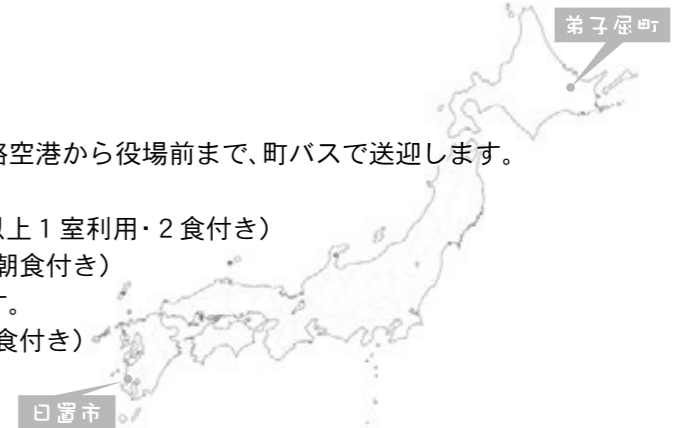 弟子屈町
路空港から役場前まで、町バスで送迎します。
以上1室利用・2食付き）
朝食付き）
す。
食付き）
日置市